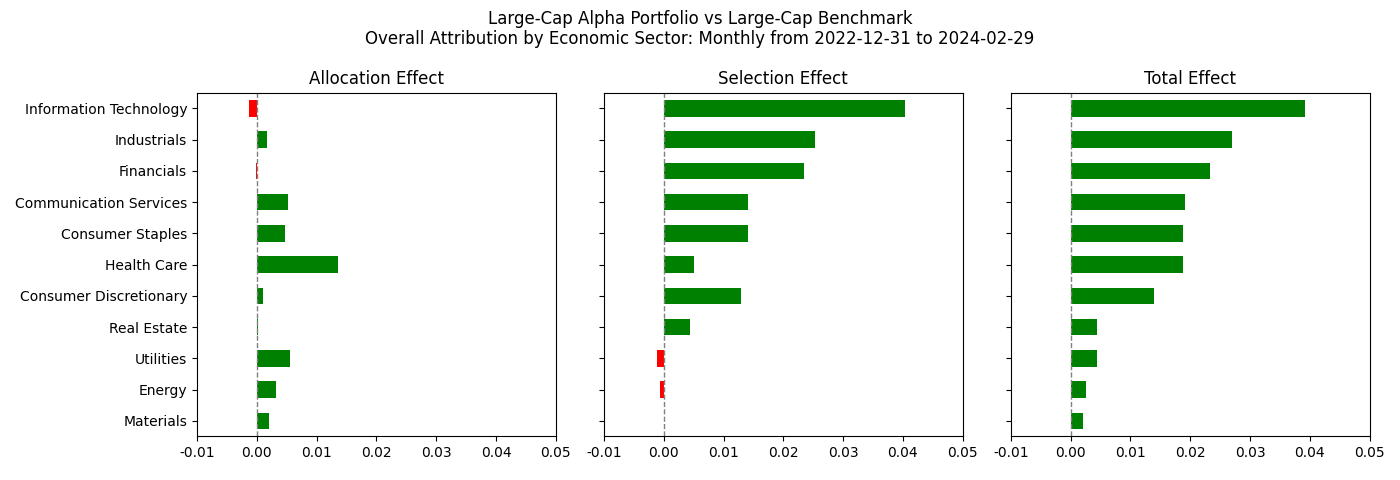 Large-Cap Alpha Portfolio vs Large-Cap Benchmark
Overall Attribution by Economic Sector: Monthly from 2022-12-31 to 2024-02-29
Allocation Effect
Selection Effect
Total Effect
Information Technology
Industrials
Financials
Communication Services
Consumer Staples
Health Care
Consumer Discretionary
Real Estate
Utilities
Energy
Materials
-0.01 0.00 0.01 0.02 0.03 0.04 0.05
-0.01 0.00 0.01 0.02 0.03 0.04 0.05
-0.01 0.00 0.01 0.02 0.03 0.04 0.05